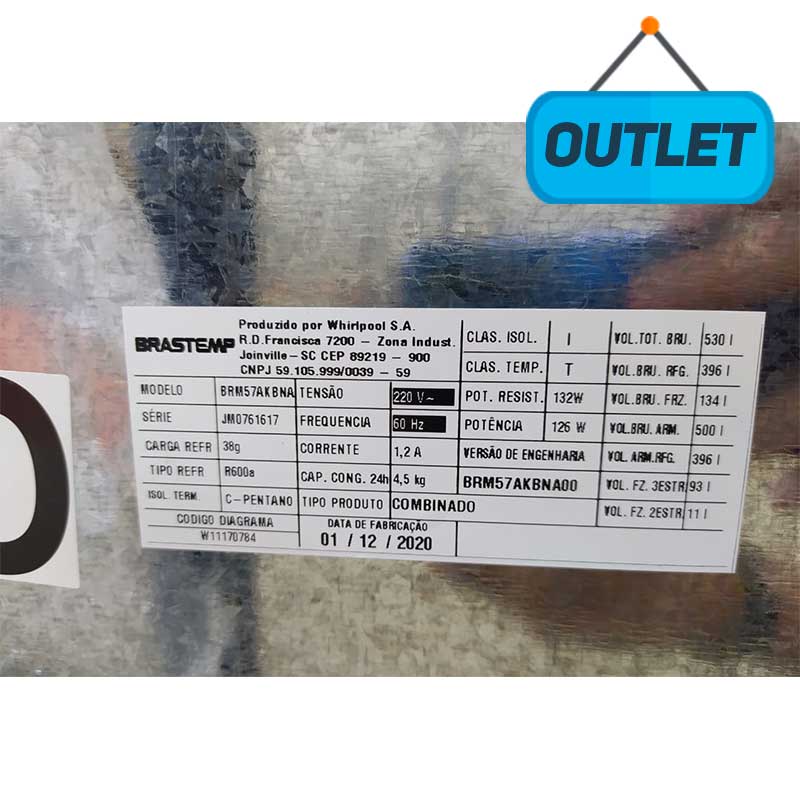 OUTLET
BRASTEMP
Produzido por Whirlpool S.A.
R.D.Francisca 7200 - Zona Indust.
Joinville-SC CEP 89219 - 900
CNPJ 59.105.999/0039 - 59
MODELO BRM57AKBNA TENSÃO 220 V~
SÉRIE JM0761617 FREQUENCIA 60 Hz
CARGA REFR 38g CORRENTE 1,2 A
TIPO REFR R600a CAP. CONG. 24h 4,5 kg
ISOL. TERM. C-PENTANO TIPO PRODUTO COMBINADO
CODIGO DIAGRAMA
W11170784
DATA DE FABRICAÇÃO
01 / 12 / 2020
CLAS. ISOL. I
CLAS. TEMP. T
POT. RESIST. 132W
POTÊNCIA 126 W
VERSÃO DE ENGENHARIA
BRM57AKBNA00
VOL.TOT. BRU. 530 l
VOL.BRU. RFG. 396 l
VOL.BRU. FRZ. 134 l
VOL.BRU. ARM. 500 l
VOL. ARM.RFG. 396 l
VOL. FZ. 3ESTR. 93 l
VOL. FZ. 2ESTR. 11 l